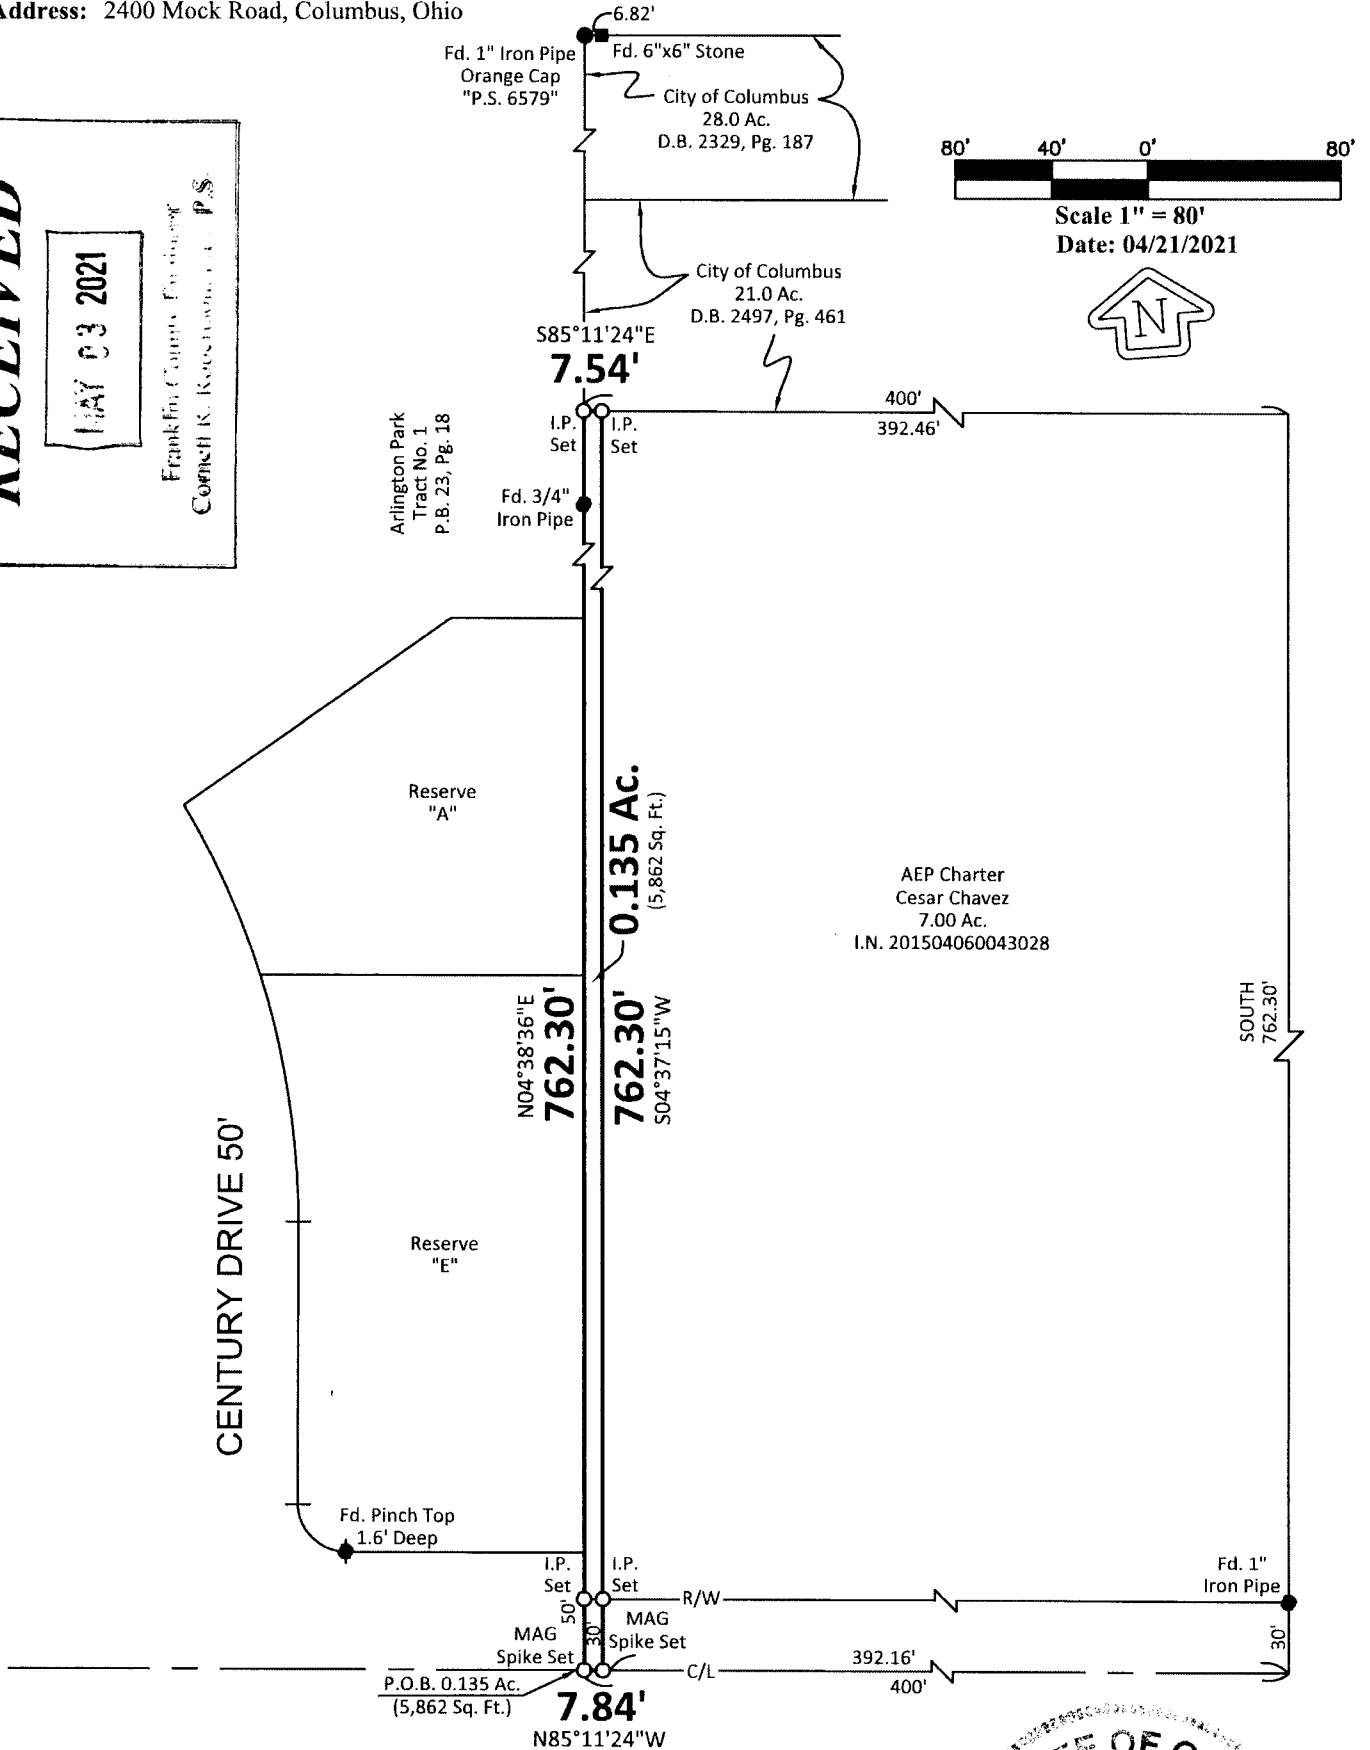 Address: 2400 Mock Road, Columbus, Ohio
6.82'
Fd. 1" Iron Pipe
Orange Cap
"P.S. 6579"
Fd. 6"x6" Stone
City of Columbus
28.0 Ac.
D.B. 2329, Pg. 187
80' 40' 0' 80'
Scale 1" = 80'
Date: 04/21/2021
N
RECEIVED
MAY 03 2021
Franklin County Engineer
P.S.
City of Columbus
21.0 Ac.
D.B. 2497, Pg. 461
S85°11'24"E
7.54'
400'
392.46'
I.P.
Set
I.P.
Set
Arlington Park
Tract No. 1
P.B. 23, Pg. 18
Fd. 3/4"
Iron Pipe
Reserve
"A"
0.135 Ac.
(5,862 Sq. Ft.)
AEP Charter
Cesar Chavez
7.00 Ac.
I.N. 201504060043028
N04°38'36"E
762.30'
762.30'
S04°37'15"W
SOUTH
762.30'
CENTURY DRIVE 50'
Reserve
"E"
Fd. Pinch Top
1.6' Deep
I.P.
Set
I.P.
Set
R/W
Fd. 1"
Iron Pipe
50'
30'
30'
MAG
Spike Set
MAG
Spike Set
C/L
392.16'
400'
P.O.B. 0.135 Ac.
(5,862 Sq. Ft.)
7.84'
N85°11'24"W
OF